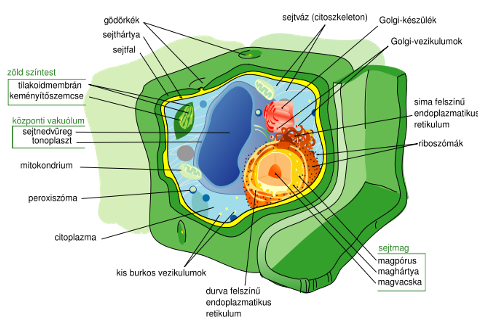 gödörkék
sejthártya
sejtfal
zöld színtest
tilakoidmembrán
keményítőszemcse
központi vakuólum
sejtnedvüreg
tonoplaszt
mitokondrium
peroxiszóma
citoplazma
kis burkos vezikulumok
durva felszínű
endoplazmatikus
retikulum
sejtváz (citoszkeleton)
Golgi-készülék
Golgi-vezikulumok
sima felszínű
endoplazmatikus
retikulum
riboszómák
sejtmag
magpórus
maghártya
magvacska